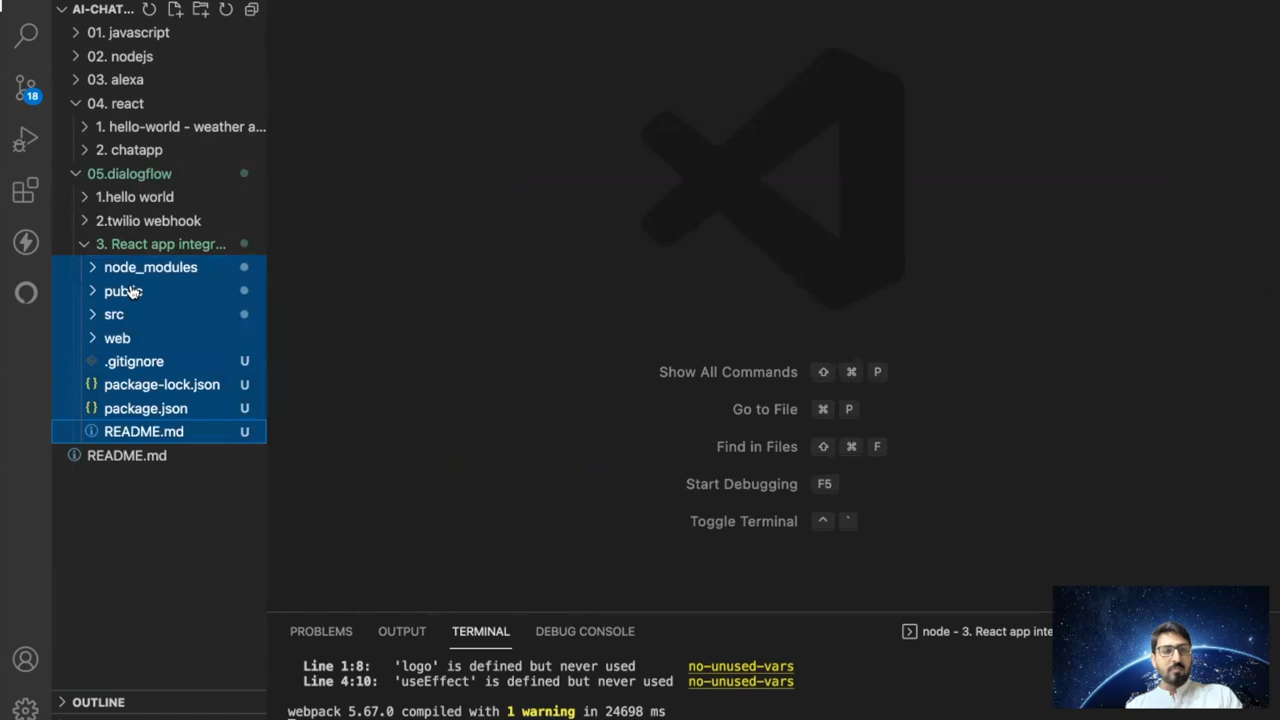 AI-CHAT...
01. javascript
02. nodejs
03. alexa
04. react
1. hello-world - weather a...
2. chatapp
05.dialogflow
1.hello world
2.twilio webhook
3. React app integr...
node_modules
public
src
web
.gitignore U
package-lock.json U
package.json U
README.md U
README.md
OUTLINE
18
Show All Commands ⇧ ⌘ P
Go to File ⌘ P
Find in Files ⇧ ⌘ F
Start Debugging F5
Toggle Terminal ^ `
PROBLEMS OUTPUT TERMINAL DEBUG CONSOLE
node - 3. React app inte
Line 1:8: 'logo' is defined but never used no-unused-vars
Line 4:10: 'useEffect' is defined but never used no-unused-vars
webpack 5.67.0 compiled with 1 warning in 24698 ms